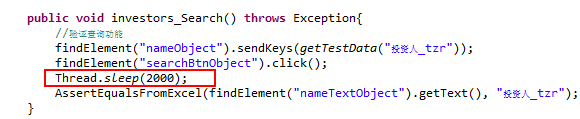 public void investors_Search() throws Exception{
//验证查询功能
findElement("nameObject").sendKeys(getTestData("投资人_tzr"));
findElement("searchBtnObject").click();
Thread.sleep(2000);
AssertEqualsFromExcel(findElement("nameTextObject").getText(), "投资人_tzr");
}